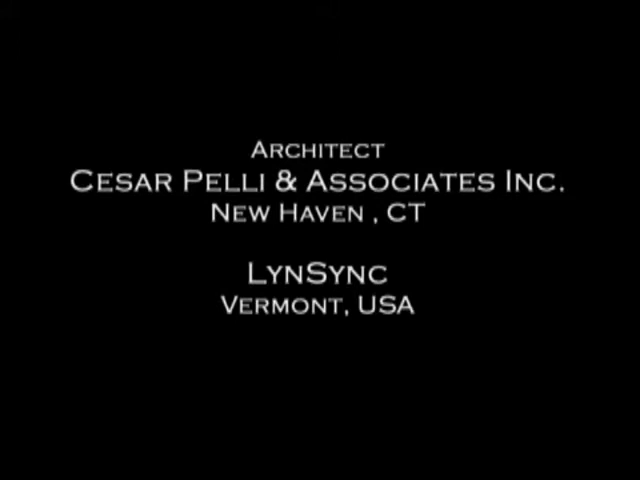 Architect
Cesar Pelli & Associates Inc.
New Haven , CT
LynSync
Vermont, USA